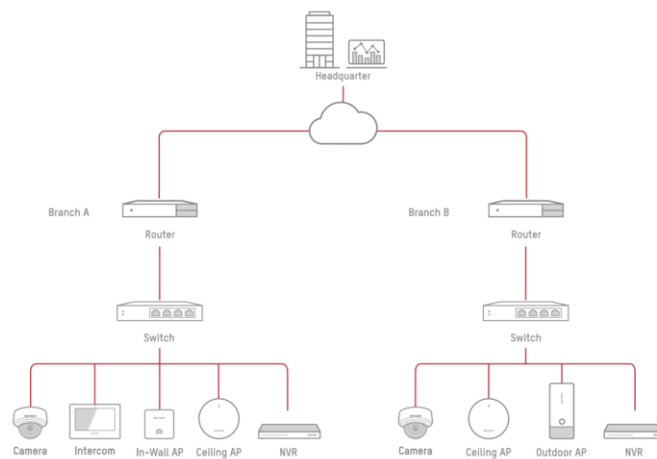 Headquarter
Branch A
Branch B
Router
Router
Switch
Switch
Camera
Intercom
In-Wall AP
Ceiling AP
NVR
Camera
Ceiling AP
Outdoor AP
NVR